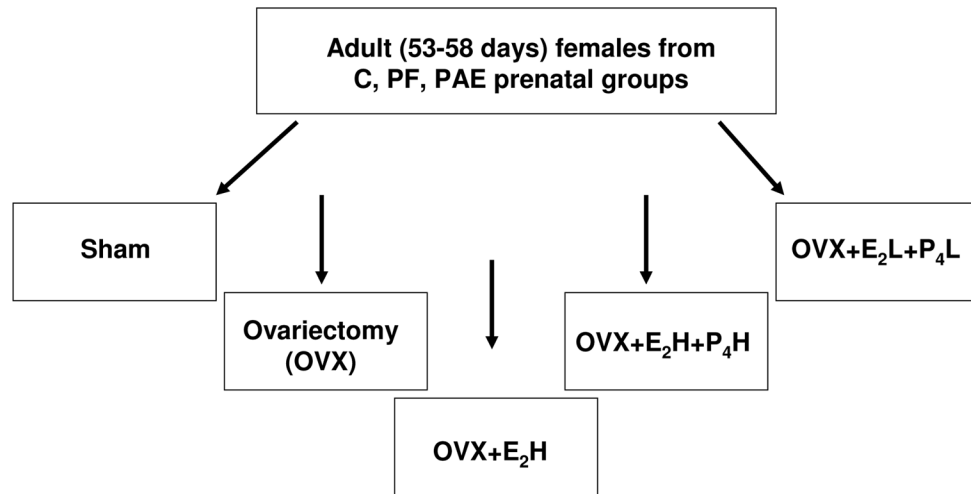 Adult (53-58 days) females from
C, PF, PAE prenatal groups
Sham
OVX+E₂L+P₄L
Ovariectomy
(OVX)
OVX+E₂H+P₄H
OVX+E₂H